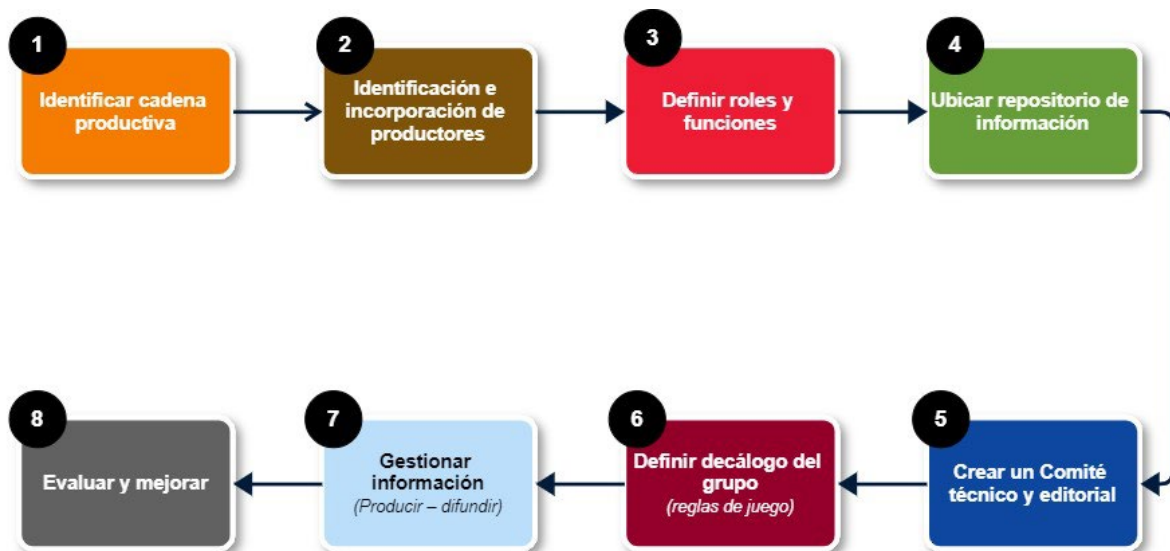 1
Identificar cadena
productiva
2
Identificación e
incorporación de
productores
3
Definir roles y
funciones
4
Ubicar repositorio de
información
5
Crear un Comité
técnico y editorial
6
Definir decálogo del
grupo
(reglas de juego)
7
Gestionar
información
(Producir – difundir)
8
Evaluar y mejorar